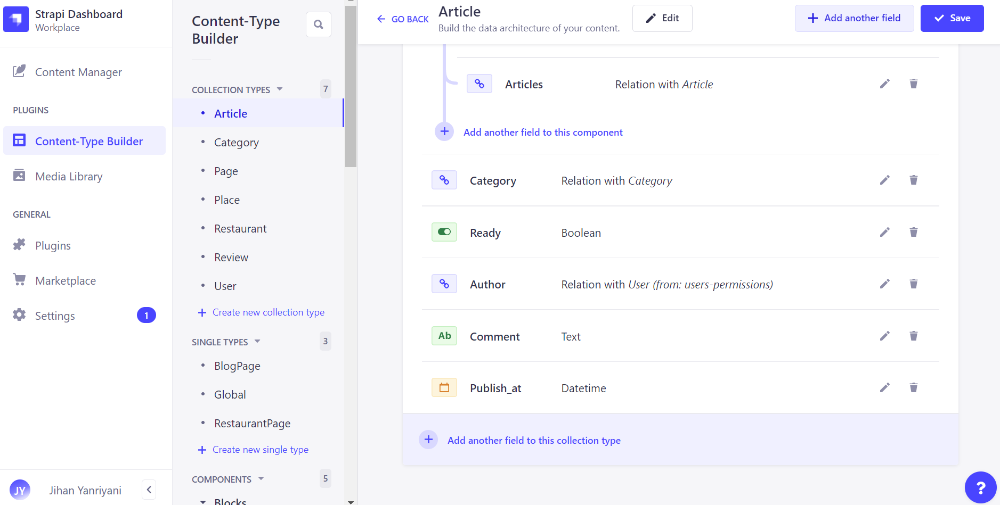 Strapi Dashboard
Workplace
Content Manager
PLUGINS
Content-Type Builder
Media Library
GENERAL
Plugins
Marketplace
Settings
1
JY
Jihan Yanriyani
Content-Type
Builder
COLLECTION TYPES
7
Article
Category
Page
Place
Restaurant
Review
User
Create new collection type
SINGLE TYPES
3
BlogPage
Global
RestaurantPage
Create new single type
COMPONENTS
5
Blocks
GO BACK
Article
Build the data architecture of your content.
Edit
Add another field
Save
Articles Relation with Article
Add another field to this component
Category Relation with Category
Ready Boolean
Author Relation with User (from: users-permissions)
Ab Comment Text
Publish_at Datetime
Add another field to this collection type
?